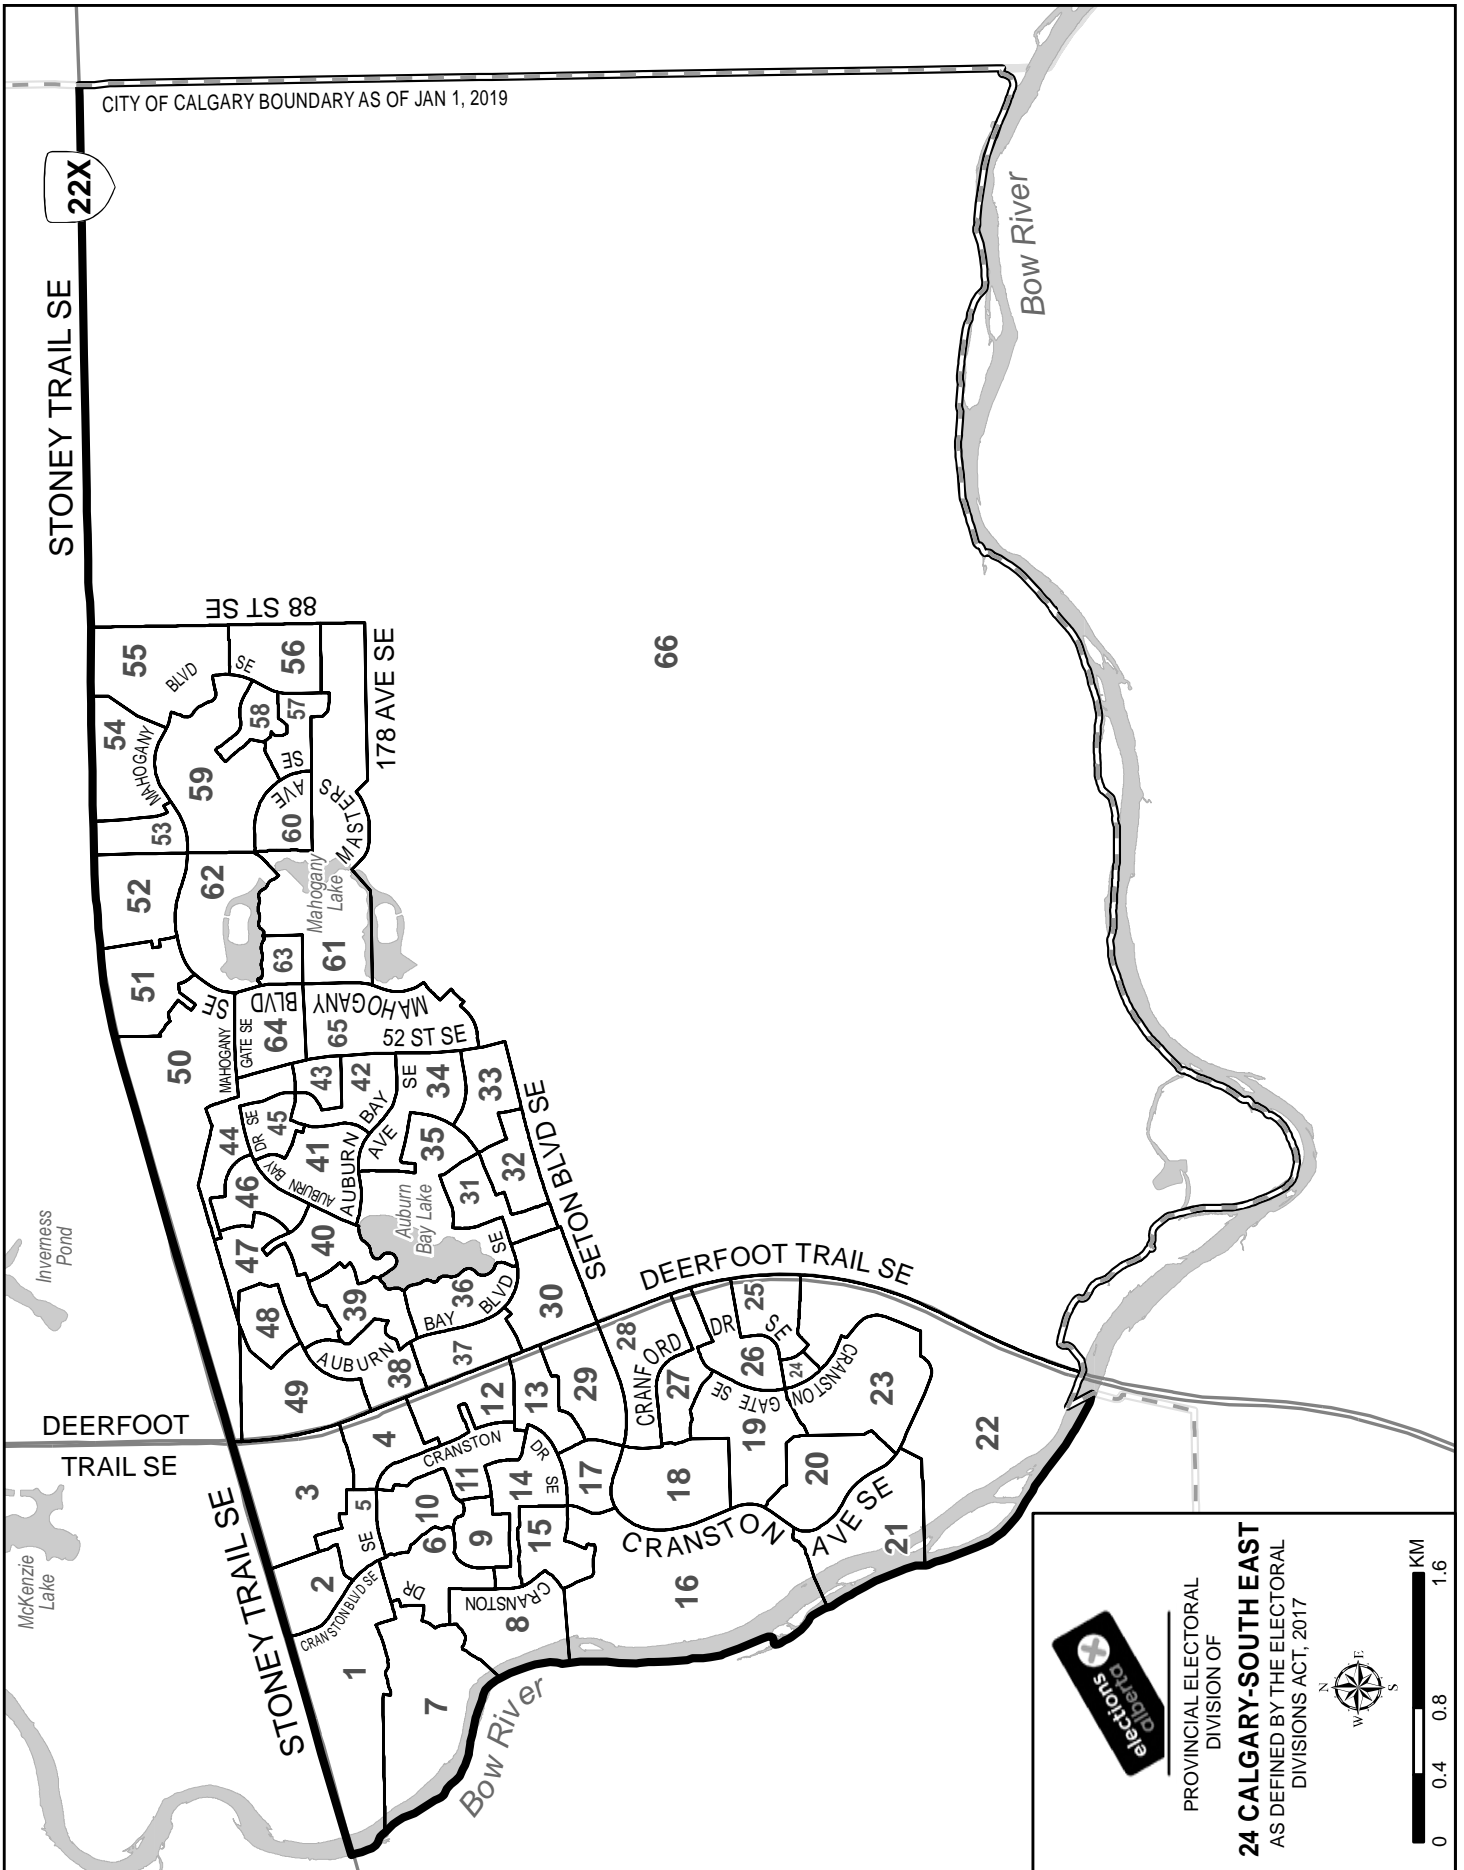 CITY OF CALGARY BOUNDARY AS OF JAN 1, 2019
22X
STONEY TRAIL SE
Bow River
88 ST SE
178 AVE SE
55
BLVD
SE
56
54
MAHOGANY
58
57
59
SE
AVE
53
60
MASTERS
66
52
62
Mahogany
Lake
51
63
61
SE
BLVD
MAHOGANY
50
MAHOGANY
GATE SE
64
65
52 ST SE
43
42
SE
34
33
BAY
44
DR SE
45
AVE
35
SETON BLVD SE
BAY
41
AUBURN
32
46
AUBURN
31
Auburn
Bay Lake
Inverness
Pond
47
40
SE
DEERFOOT TRAIL SE
48
39
36
BLVD
BAY
30
25
AUBURN
38
37
28
DR
SE
49
CRANFORD
26
24
CRANSTON
DEERFOOT
TRAIL SE
12
13
29
27
GATE SE
CRANSTON
23
4
CRANSTON
DR
SE
19
22
3
11
14
17
18
20
STONEY TRAIL SE
5
10
McKenzie
Lake
SE
6
9
15
CRANSTON
AVE SE
21
2
CRANSTON BLVD SE
DR
CRANSTON
8
16
1
7
Bow River
elections
alberta
PROVINCIAL ELECTORAL
DIVISION OF
24 CALGARY-SOUTH EAST
AS DEFINED BY THE ELECTORAL
DIVISIONS ACT, 2017
N
W
E
S
0
0.4
0.8
1.6
KM